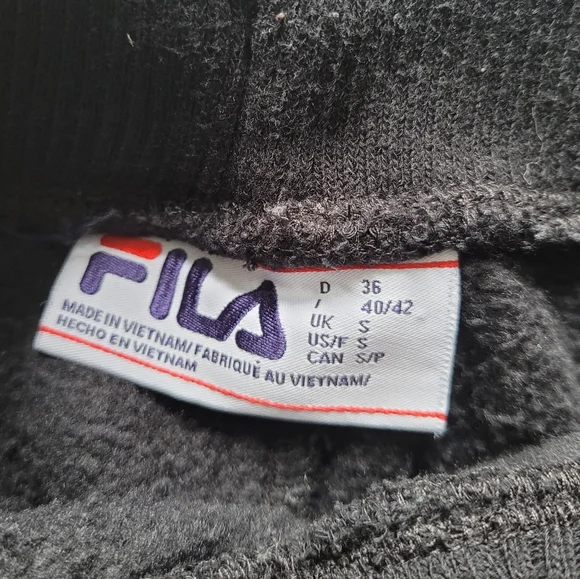 FILA
D 36
I 40/42
UK S
US/F S
CAN S/P
MADE IN VIETNAM/ FABRIQUÉ AU VIETNAM/
HECHO EN VIETNAM